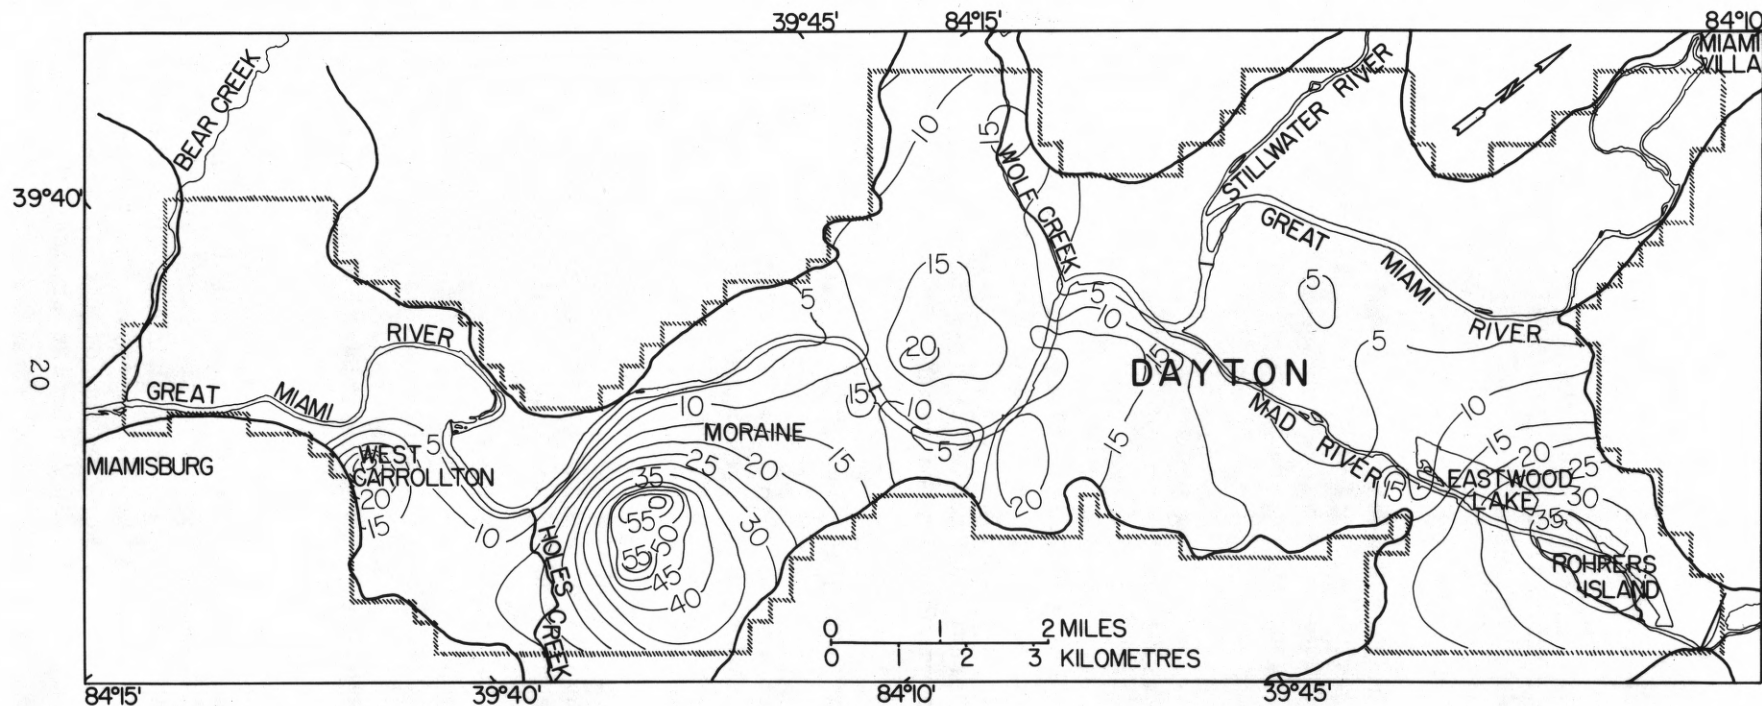 39°45'
84°15'
84°10'
MIAMI
VILLA
BEAR CREEK
STILLWATER RIVER
N
10
15
WOLF CREEK
39°40'
GREAT
MIAMI
RIVER
5
15
5
5
10
RIVER
20
5
5
DAYTON
20
GREAT
MIAMI
15
10
10
MAD
RIVER
10
MORAINE
5
15
15
20
25
30
5
WEST
CARROLLTON
MIAMISBURG
15
20
25
35
20
15
EASTWOOD
LAKE
20
15
10
35
55
50
55
45
40
30
HOLES CREEK
ROHRERS
ISLAND
0 1 2 MILES
0 1 2 3 KILOMETRES
84°15'
39°40'
84°10'
39°45'